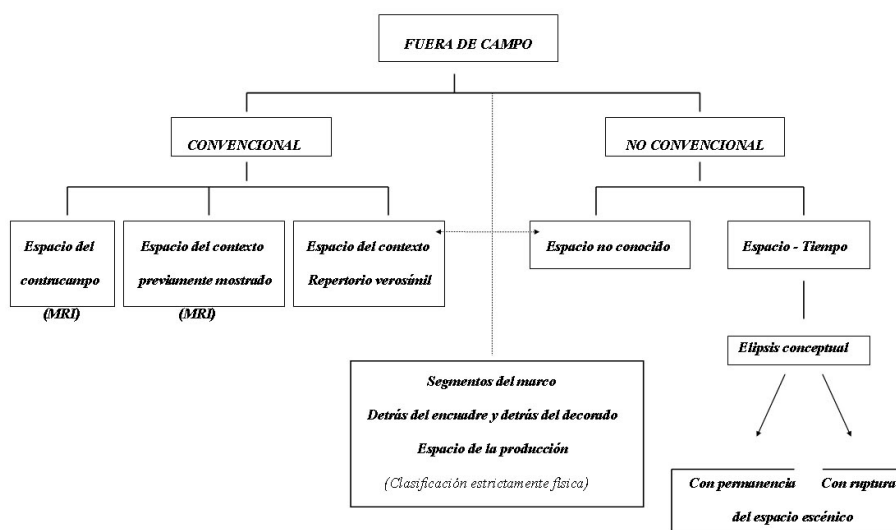 FUERA DE CAMPO
CONVENCIONAL
NO CONVENCIONAL
Espacio del
contracampo
(MRI)
Espacio del contexto
previamente mostrado
(MRI)
Espacio del contexto
Repertorio verosímil
Espacio no conocido
Espacio - Tiempo
Elipsis conceptual
Segmentos del marco
Detrás del encuadre y detrás del decorado
Espacio de la producción
(Clasificación estrictamente física)
Con permanencia
Con ruptura
del espacio escénico